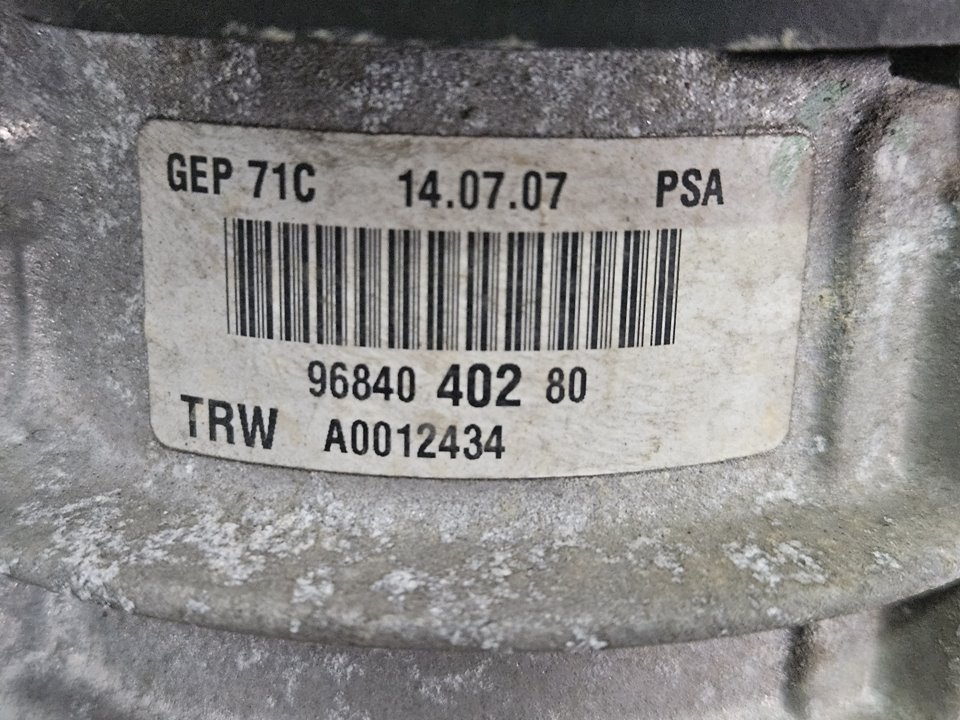 GEP 71C 14.07.07 PSA
96840 402 80
TRW A0012434